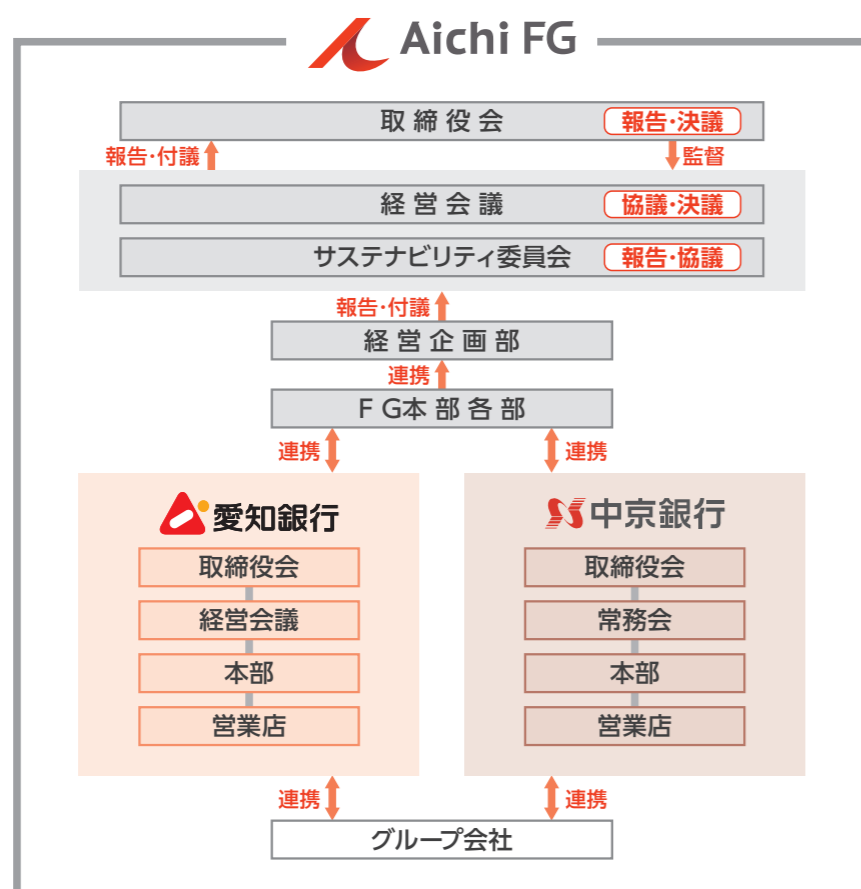 Aichi FG
取締役会 報告・決議
報告・付議 監督
経営会議 協議・決議
サステナビリティ委員会 報告・協議
報告・付議
経営企画部
連携
FG本部各部
連携 連携
愛知銀行
取締役会
経営会議
本部
営業店
中京銀行
取締役会
常務会
本部
営業店
連携 連携
グループ会社